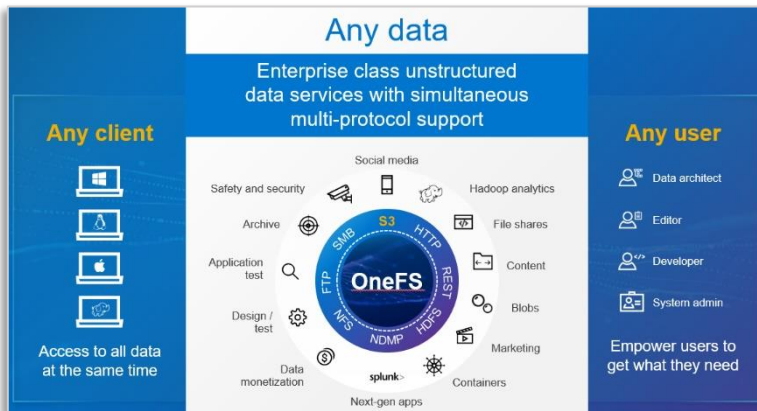 Any data
Enterprise class unstructured
data services with simultaneous
multi-protocol support
Any client
Access to all data
at the same time
Social media
Safety and security
Hadoop analytics
Archive
File shares
Application
test
Content
Design /
test
Blobs
Data
monetization
Marketing
Containers
splunk>
Next-gen apps
S3
HTTP
REST
HDFS
NDMP
NFS
FTP
SMB
OneFS
Any user
Data architect
Editor
Developer
System admin
Empower users to
get what they need